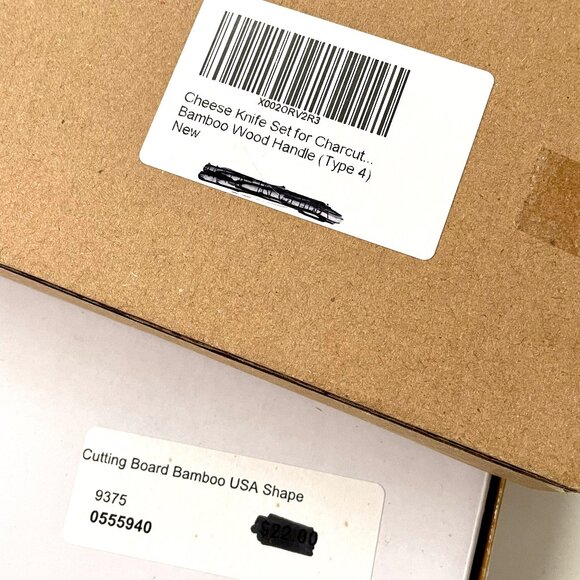 X002ORV2R3
Cheese Knife Set for Charcut...
Bamboo Wood Handle (Type 4)
New
Cutting Board Bamboo USA Shape
9375
0555940
$22.00